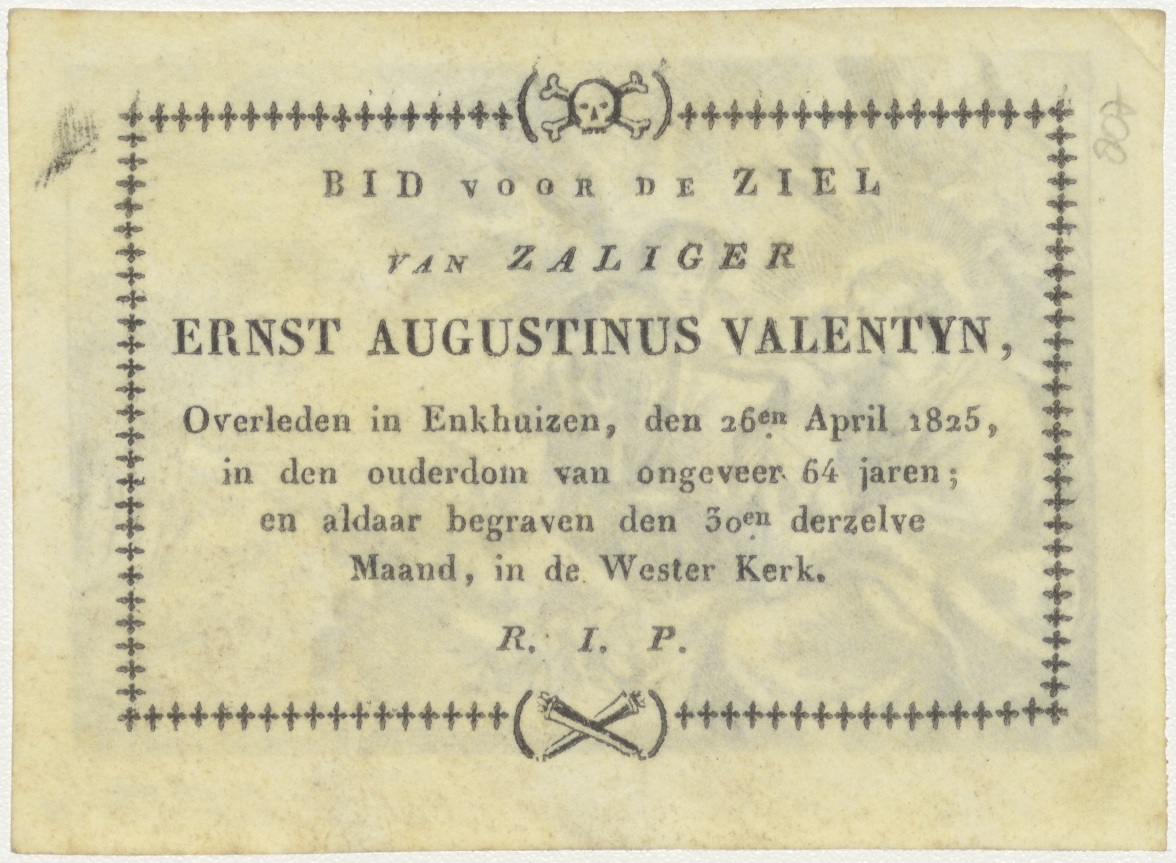 BID VOOR DE ZIEL
VAN ZALIGER
ERNST AUGUSTINUS VALENTYN,
Overleden in Enkhuizen, den 26en April 1825,
in den ouderdom van ongeveer 64 jaren;
en aldaar begraven den 30en derzelve
Maand, in de Wester Kerk.
R. I. P.